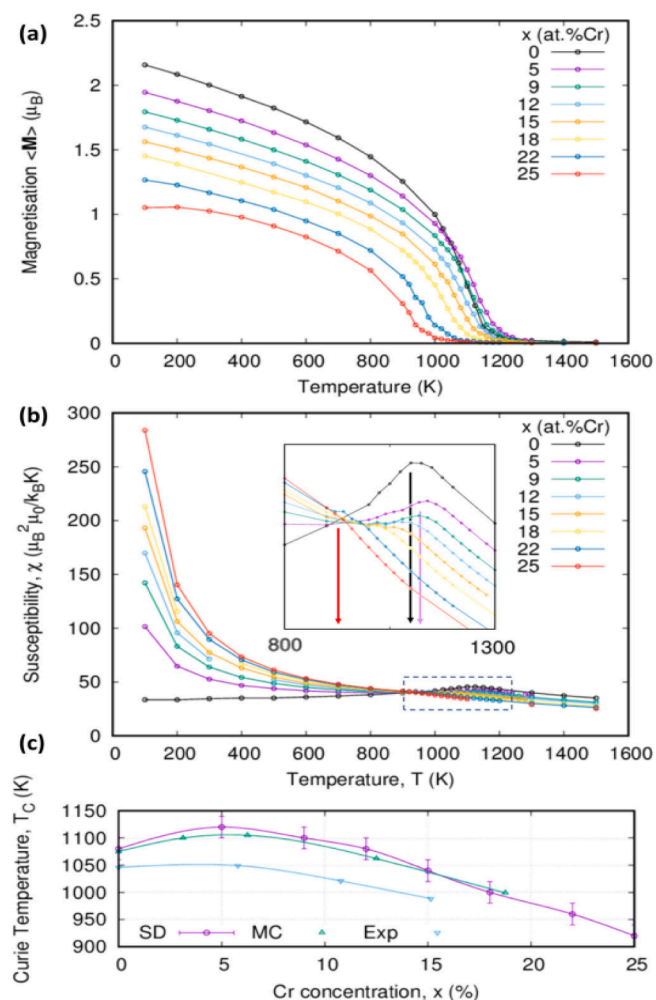 (a)
2.5
2
1.5
1
0.5
0
Magnetisation <M> (μB)
x (at.%Cr)
0
5
9
12
15
18
22
25
0 200 400 600 800 1000 1200 1400 1600
Temperature (K)
(b)
300
250
200
150
100
50
0
Susceptibility, χ (μB²μ0/kBK)
x (at.%Cr)
0
5
9
12
15
18
22
25
800 1300
0 200 400 600 800 1000 1200 1400 1600
Temperature, T (K)
(c)
1150
1100
1050
1000
950
900
Curie Temperature, TC (K)
SD MC Exp
0 5 10 15 20 25
Cr concentration, x (%)